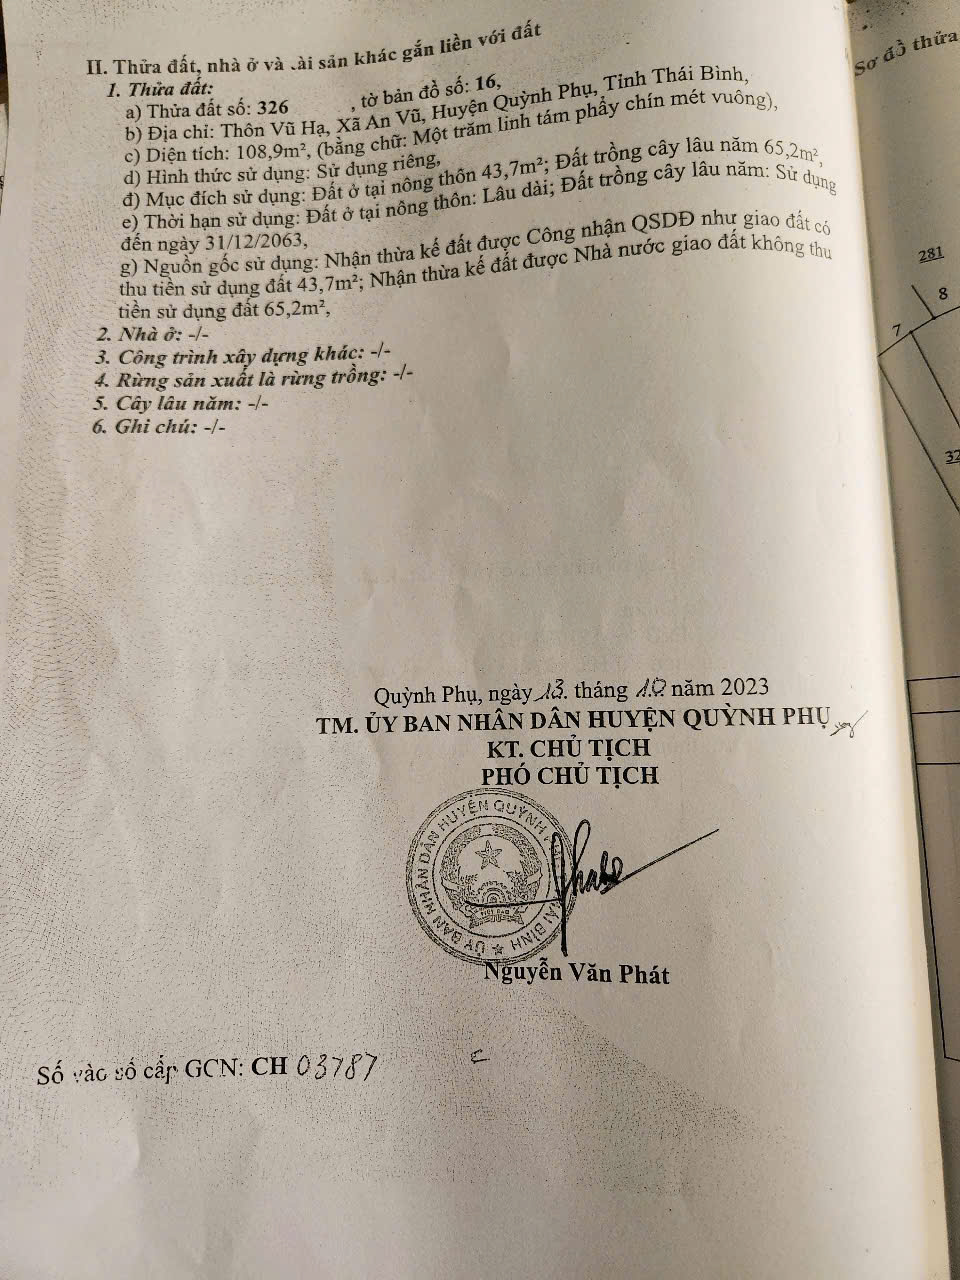 II. Thửa đất, nhà ở và tài sản khác gắn liền với đất
1. Thửa đất:
a) Thửa đất số: 326 , tờ bản đồ số: 16,
b) Địa chỉ: Thôn Vũ Hạ, Xã An Vũ, Huyện Quỳnh Phụ, Tỉnh Thái Bình,
c) Diện tích: 108,9m², (bằng chữ: Một trăm linh tám phẩy chín mét vuông),
d) Hình thức sử dụng: Sử dụng riêng,
đ) Mục đích sử dụng: Đất ở tại nông thôn 43,7m²; Đất trồng cây lâu năm 65,2m²,
e) Thời hạn sử dụng: Đất ở tại nông thôn: Lâu dài; Đất trồng cây lâu năm: Sử dụng
đến ngày 31/12/2063,
g) Nguồn gốc sử dụng: Nhận thừa kế đất được Công nhận QSDĐ như giao đất có
thu tiền sử dụng đất 43,7m²; Nhận thừa kế đất được Nhà nước giao đất không thu
tiền sử dụng đất 65,2m²,
2. Nhà ở: -/-
3. Công trình xây dựng khác: -/-
4. Rừng sản xuất là rừng trồng: -/-
5. Cây lâu năm: -/-
6. Ghi chú: -/-
Sơ đồ thửa
281
8
7
32
Quỳnh Phụ, ngày 13. tháng 10 năm 2023
TM. ỦY BAN NHÂN DÂN HUYỆN QUỲNH PHỤ
KT. CHỦ TỊCH
PHÓ CHỦ TỊCH
ỦY BAN NHÂN DÂN HUYỆN QUỲNH
ÁI BÌNH
Nguyễn Văn Phát
Số vào sổ cấp GCN: CH 03787